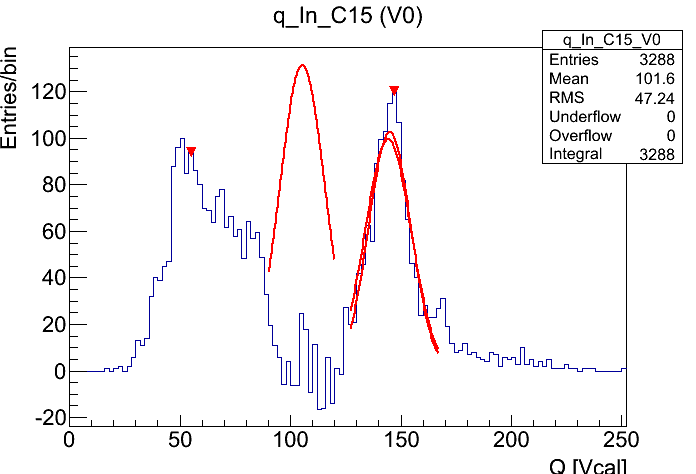 q_In_C15 (V0)
q_In_C15_V0
Entries 3288
Mean 101.6
RMS 47.24
Underflow 0
Overflow 0
Integral 3288
Entries/bin
120
100
80
60
40
20
0
-20
0 50 100 150 200 250
Q [Vcal]